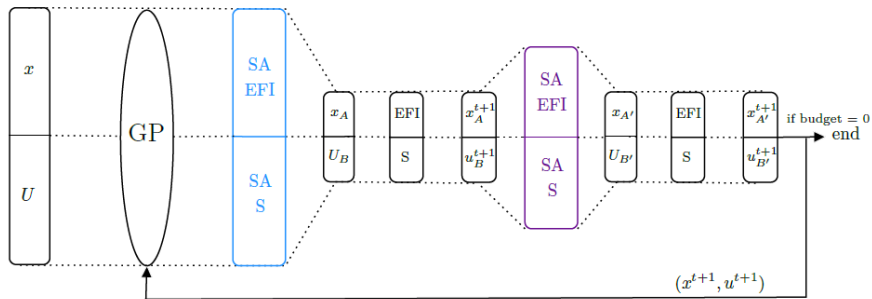 x
U
GP
SA
EFI
SA
S
x_A
U_B
EFI
S
x_A^{t+1}
u_B^{t+1}
SA
EFI
SA
S
x_{A'}
U_{B'}
EFI
S
x_{A'}^{t+1}
u_{B'}^{t+1}
if budget = 0
end
(x^{t+1}, u^{t+1})